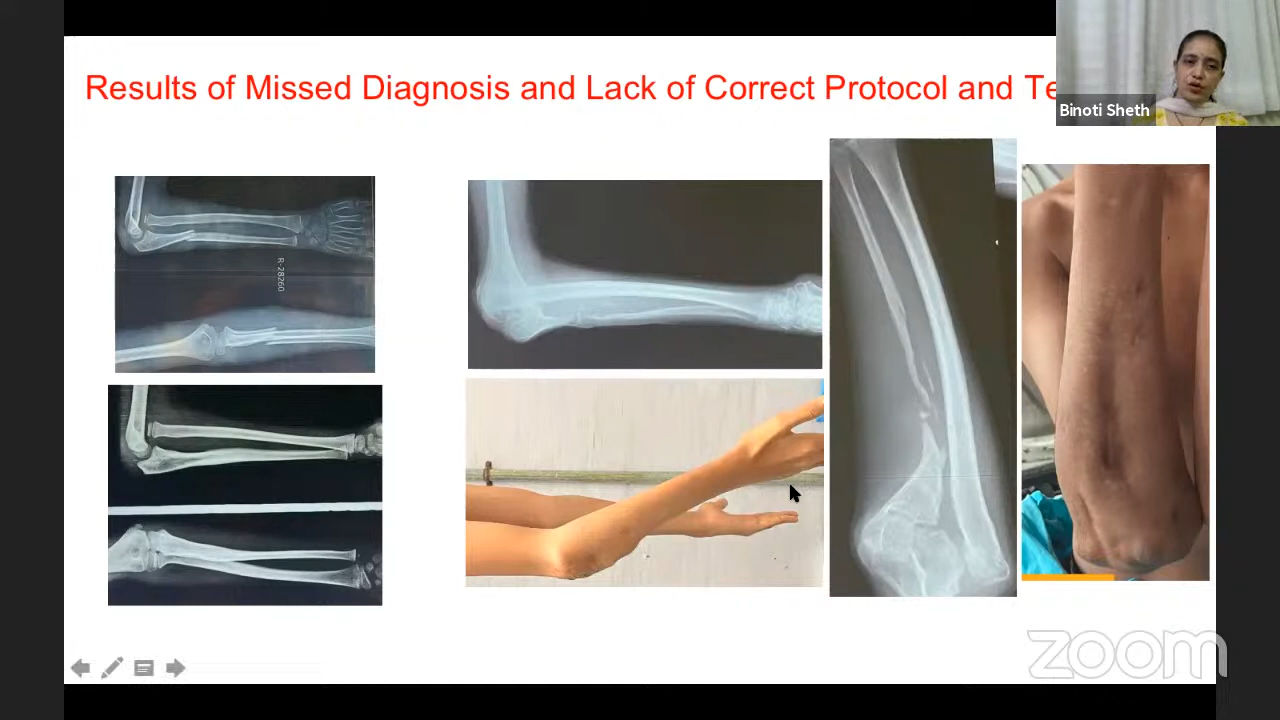 Results of Missed Diagnosis and Lack of Correct Protocol and Te
Binoti Sheth
R-28260
zoom